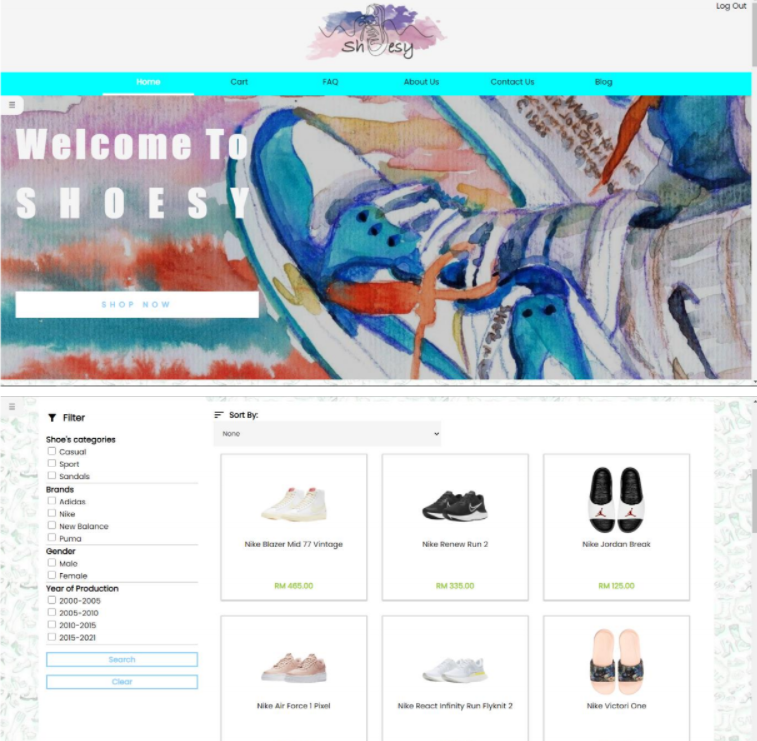 Log Out
Shoesy
Home Cart FAQ About Us Contact Us Blog
Welcome To
SHOESY
SHOP NOW
Filter
Shoe's categories
Casual
Sport
Sandals
Brands
Adidas
Nike
New Balance
Puma
Gender
Male
Female
Year of Production
2000-2005
2005-2010
2010-2015
2015-2021
Search
Clear
Sort By:
None
Nike Blazer Mid 77 Vintage
RM 465.00
Nike Renew Run 2
RM 335.00
Nike Jordan Break
RM 125.00
Nike Air Force 1 Pixel
Nike React Infinity Run Flyknit 2
Nike Victori One